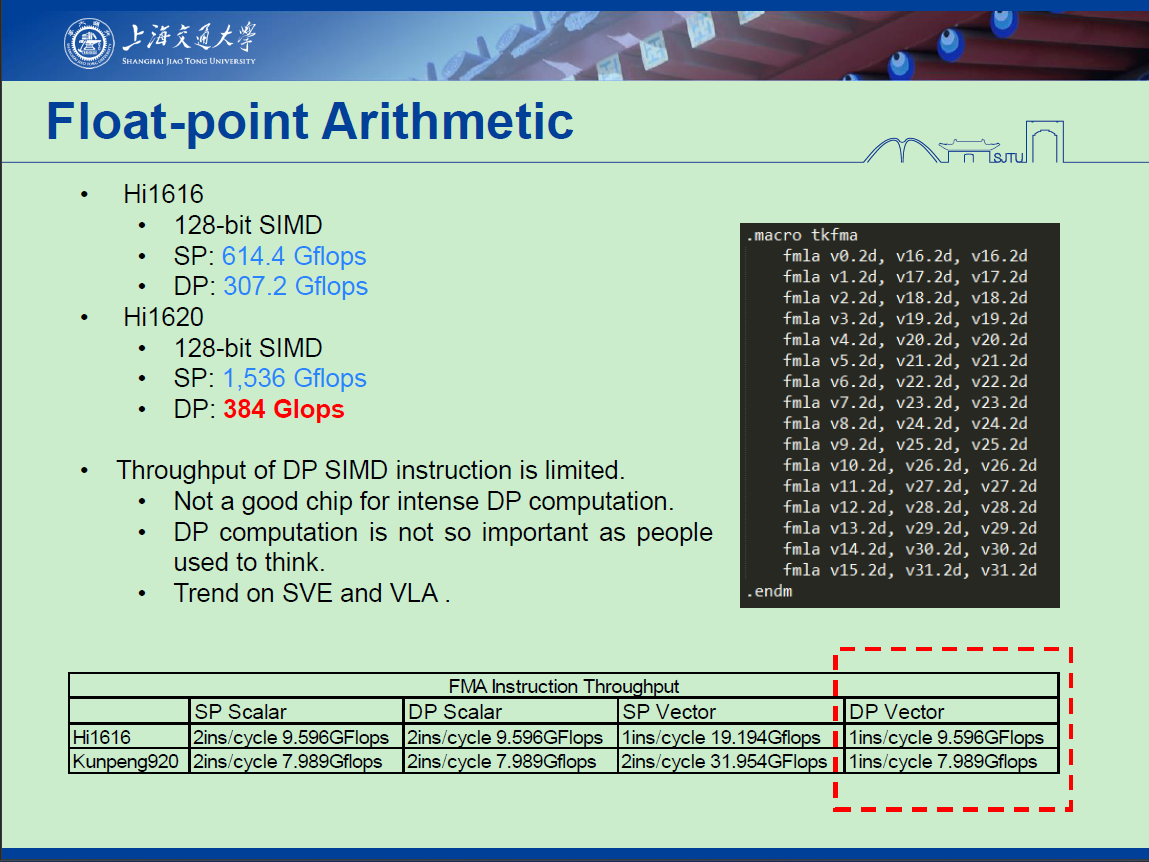 上海交通大学
SHANGHAI JIAO TONG UNIVERSITY
Float-point Arithmetic
SJTU
• Hi1616
• 128-bit SIMD
• SP: 614.4 Gflops
• DP: 307.2 Gflops
• Hi1620
• 128-bit SIMD
• SP: 1,536 Gflops
• DP: 384 Glops
• Throughput of DP SIMD instruction is limited.
• Not a good chip for intense DP computation.
• DP computation is not so important as people
used to think.
• Trend on SVE and VLA .
.macro tkfma
fmla v0.2d, v16.2d, v16.2d
fmla v1.2d, v17.2d, v17.2d
fmla v2.2d, v18.2d, v18.2d
fmla v3.2d, v19.2d, v19.2d
fmla v4.2d, v20.2d, v20.2d
fmla v5.2d, v21.2d, v21.2d
fmla v6.2d, v22.2d, v22.2d
fmla v7.2d, v23.2d, v23.2d
fmla v8.2d, v24.2d, v24.2d
fmla v9.2d, v25.2d, v25.2d
fmla v10.2d, v26.2d, v26.2d
fmla v11.2d, v27.2d, v27.2d
fmla v12.2d, v28.2d, v28.2d
fmla v13.2d, v29.2d, v29.2d
fmla v14.2d, v30.2d, v30.2d
fmla v15.2d, v31.2d, v31.2d
.endm
FMA Instruction Throughput
SP Scalar DP Scalar SP Vector DP Vector
Hi1616 2ins/cycle 9.596GFlops 2ins/cycle 9.596GFlops 1ins/cycle 19.194Gflops 1ins/cycle 9.596GFlops
Kunpeng920 2ins/cycle 7.989Gflops 2ins/cycle 7.989Gflops 2ins/cycle 31.954GFlops 1ins/cycle 7.989Gflops